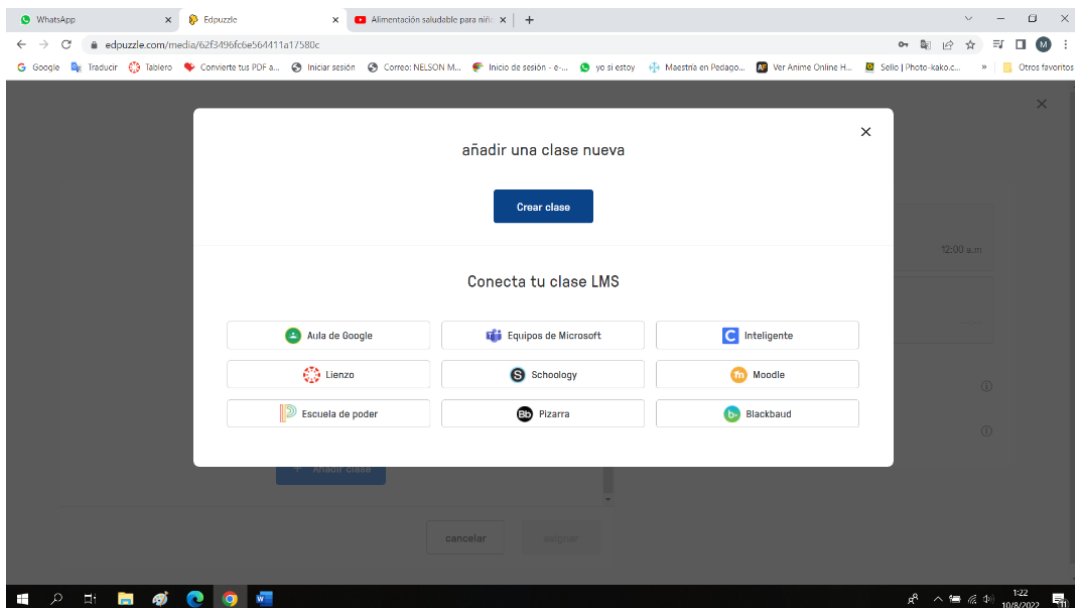 WhatsApp
Edpuzzle
Alimentación saludable para niñ
edpuzzle.com/media/62f3496fc6e564411a17580c
M
Google Traducir Tablero Convierte tus PDF a... Iniciar sesión Correo: NELSON M... Inicio de sesión - e-... yo si estoy Maestría en Pedago... Ver Anime Online H... Sello | Photo-kako.c... » Otros favoritos
añadir una clase nueva
Crear clase
12:00 a.m
Conecta tu clase LMS
Aula de Google Equipos de Microsoft Inteligente
Lienzo Schoology Moodle
Escuela de poder Pizarra Blackbaud
+ Añadir clase
cancelar asignar
1:22
10/8/2022